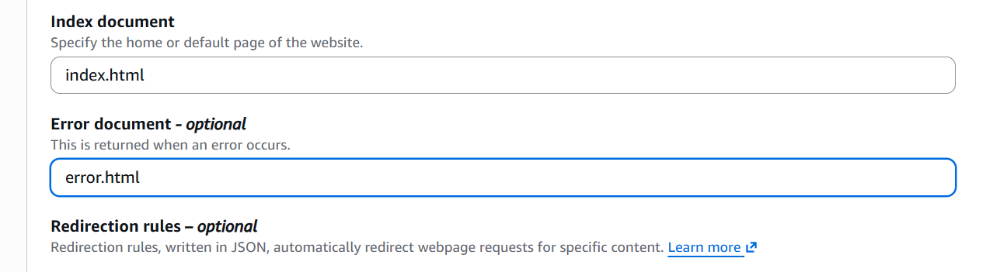 Index document
Specify the home or default page of the website.
index.html
Error document - optional
This is returned when an error occurs.
error.html
Redirection rules – optional
Redirection rules, written in JSON, automatically redirect webpage requests for specific content. Learn more